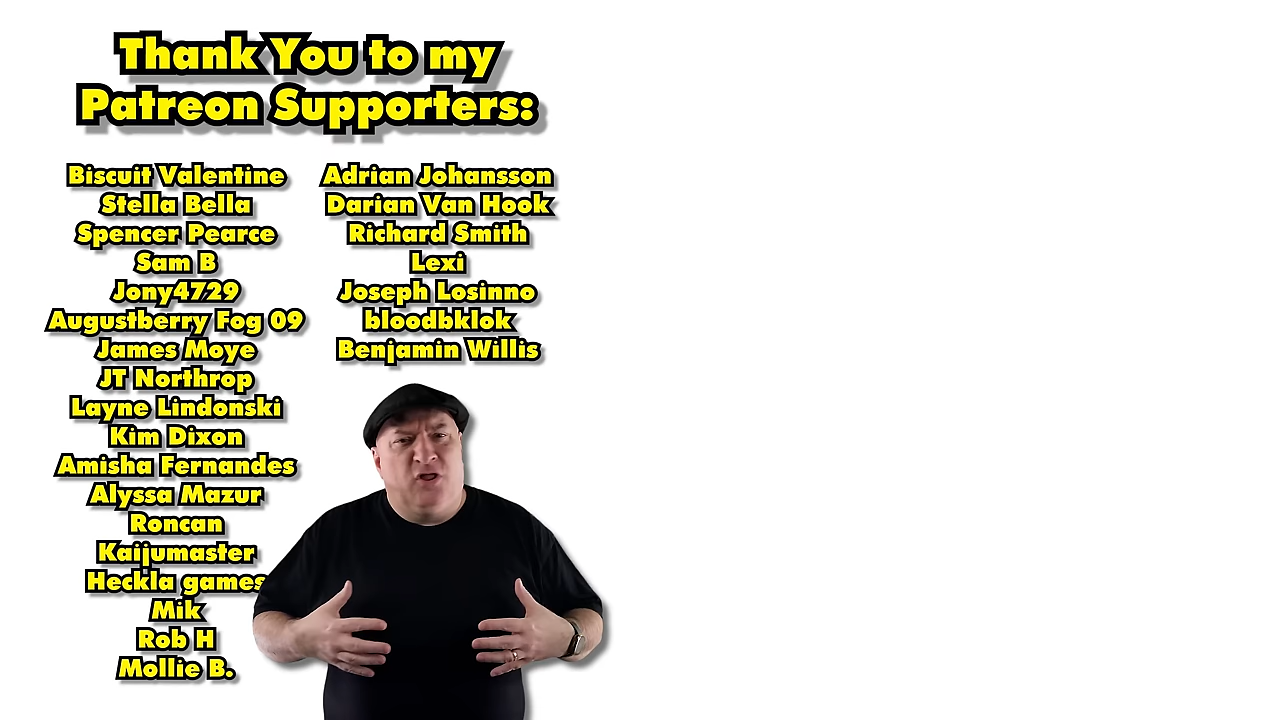 Thank You to my
Patreon Supporters:
Biscuit Valentine
Stella Bella
Spencer Pearce
Sam B
Jony4729
Augustberry Fog 09
James Moye
JT Northrop
Layne Lindonski
Kim Dixon
Amisha Fernandes
Alyssa Mazur
Roncan
Kaijumaster
Heckla games
Mik
Rob H
Mollie B.
Adrian Johansson
Darian Van Hook
Richard Smith
Lexi
Joseph Losinno
bloodbklok
Benjamin Willis